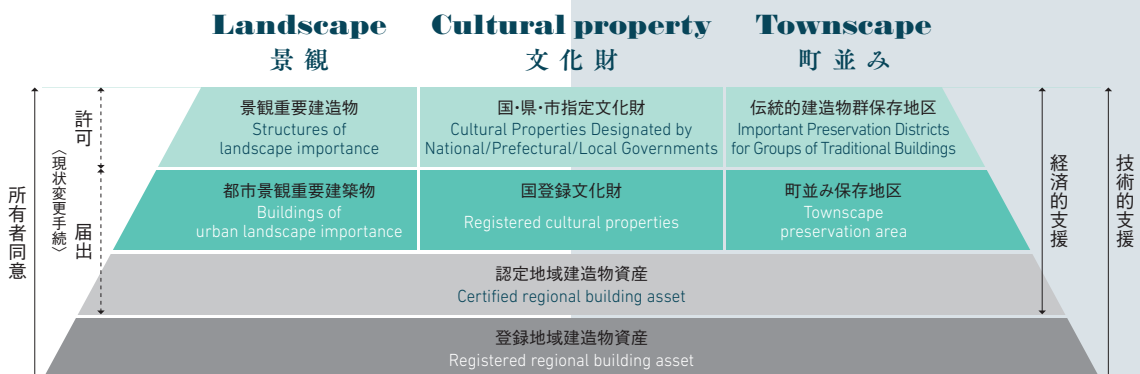 Landscape
景観
Cultural property
文化財
Townscape
町並み
景観重要建造物
Structures of
landscape importance
国・県・市指定文化財
Cultural Properties Designated by
National/Prefectural/Local Governments
伝統的建造物群保存地区
Important Preservation Districts
for Groups of Traditional Buildings
都市景観重要建築物
Buildings of
urban landscape importance
国登録文化財
Registered cultural properties
町並み保存地区
Townscape
preservation area
認定地域建造物資産
Certified regional building asset
登録地域建造物資産
Registered regional building asset
所有者同意
〈現状変更手続〉
許可
届出
経済的支援
技術的支援